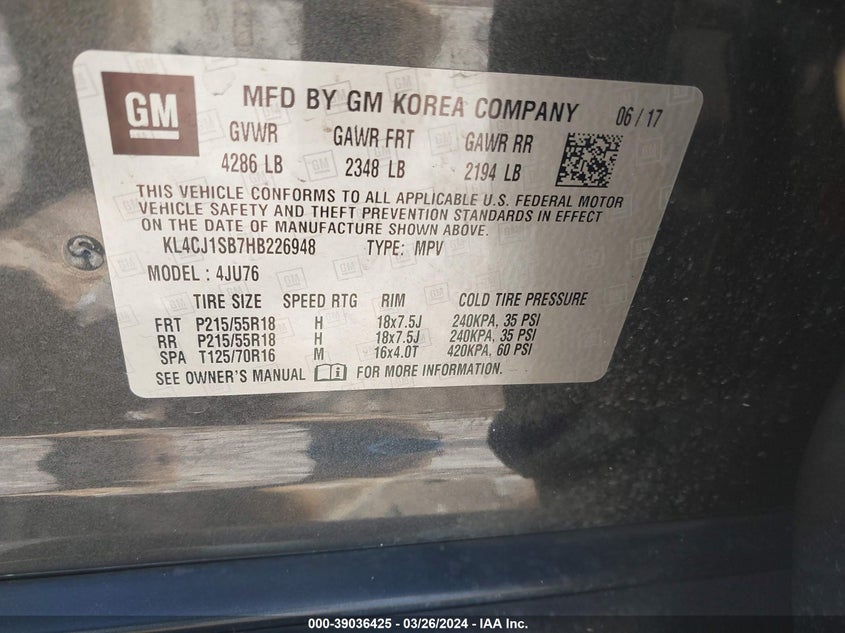 GM MFD BY GM KOREA COMPANY 06 / 17
GVWR GAWR FRT GAWR RR
4286 LB 2348 LB 2194 LB
THIS VEHICLE CONFORMS TO ALL APPLICABLE U.S. FEDERAL MOTOR
VEHICLE SAFETY AND THEFT PREVENTION STANDARDS IN EFFECT
ON THE DATE OF MANUFACTURE SHOWN ABOVE.
KL4CJ1SB7HB226948 TYPE: MPV
MODEL : 4JU76
TIRE SIZE SPEED RTG RIM COLD TIRE PRESSURE
FRT P215/55R18 H 18x7.5J 240KPA, 35 PSI
RR P215/55R18 H 18x7.5J 240KPA, 35 PSI
SPA T125/70R16 M 16x4.0T 420KPA, 60 PSI
SEE OWNER'S MANUAL FOR MORE INFORMATION.
000-39036425 - 03/26/2024 - IAA Inc.